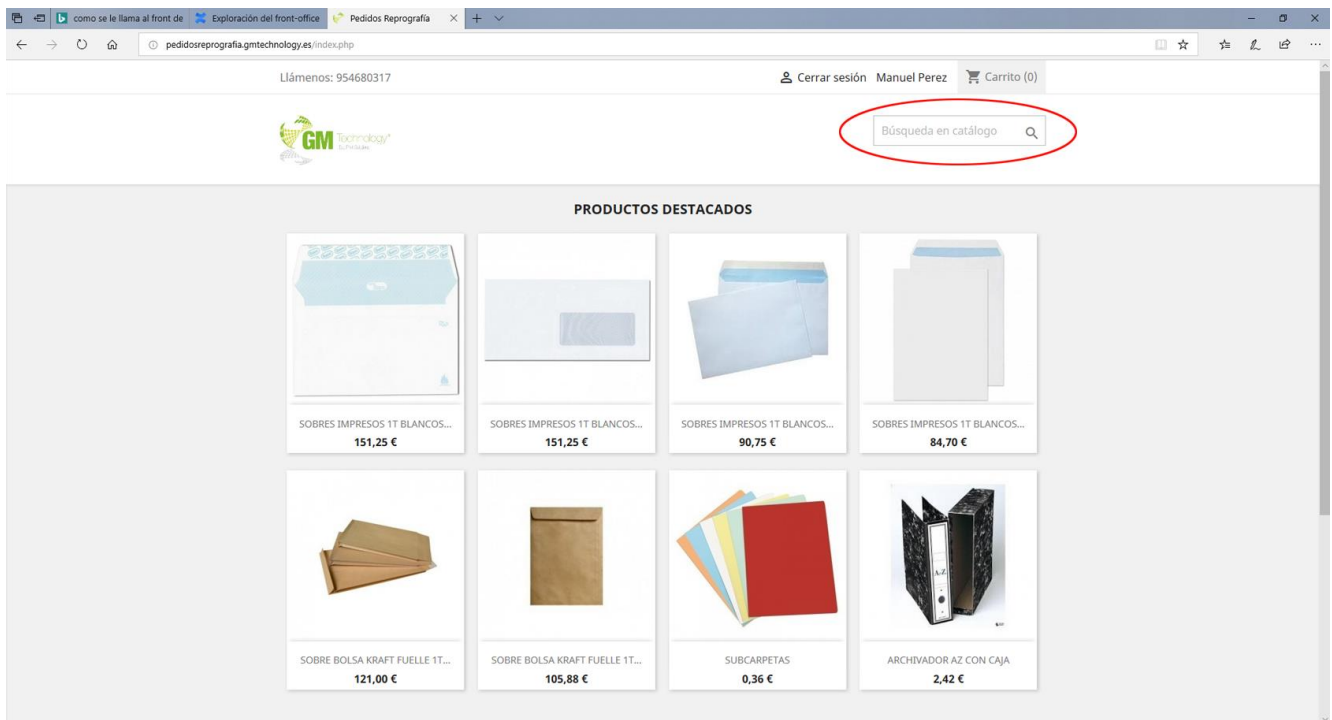 como se le llama al front de
Exploración del front-office
Pedidos Reprografía
pedidosreprografia.gmtechnology.es/index.php
Llámenos: 954680317
Cerrar sesión Manuel Perez Carrito (0)
GM Technology
Búsqueda en catálogo
PRODUCTOS DESTACADOS
SOBRES IMPRESOS 1T BLANCOS...
151,25 €
SOBRES IMPRESOS 1T BLANCOS...
151,25 €
SOBRES IMPRESOS 1T BLANCOS...
90,75 €
SOBRES IMPRESOS 1T BLANCOS...
84,70 €
A-Z
SOBRE BOLSA KRAFT FUELLE 1T...
121,00 €
SOBRE BOLSA KRAFT FUELLE 1T...
105,88 €
SUBCARPETAS
0,36 €
ARCHIVADOR AZ CON CAJA
2,42 €